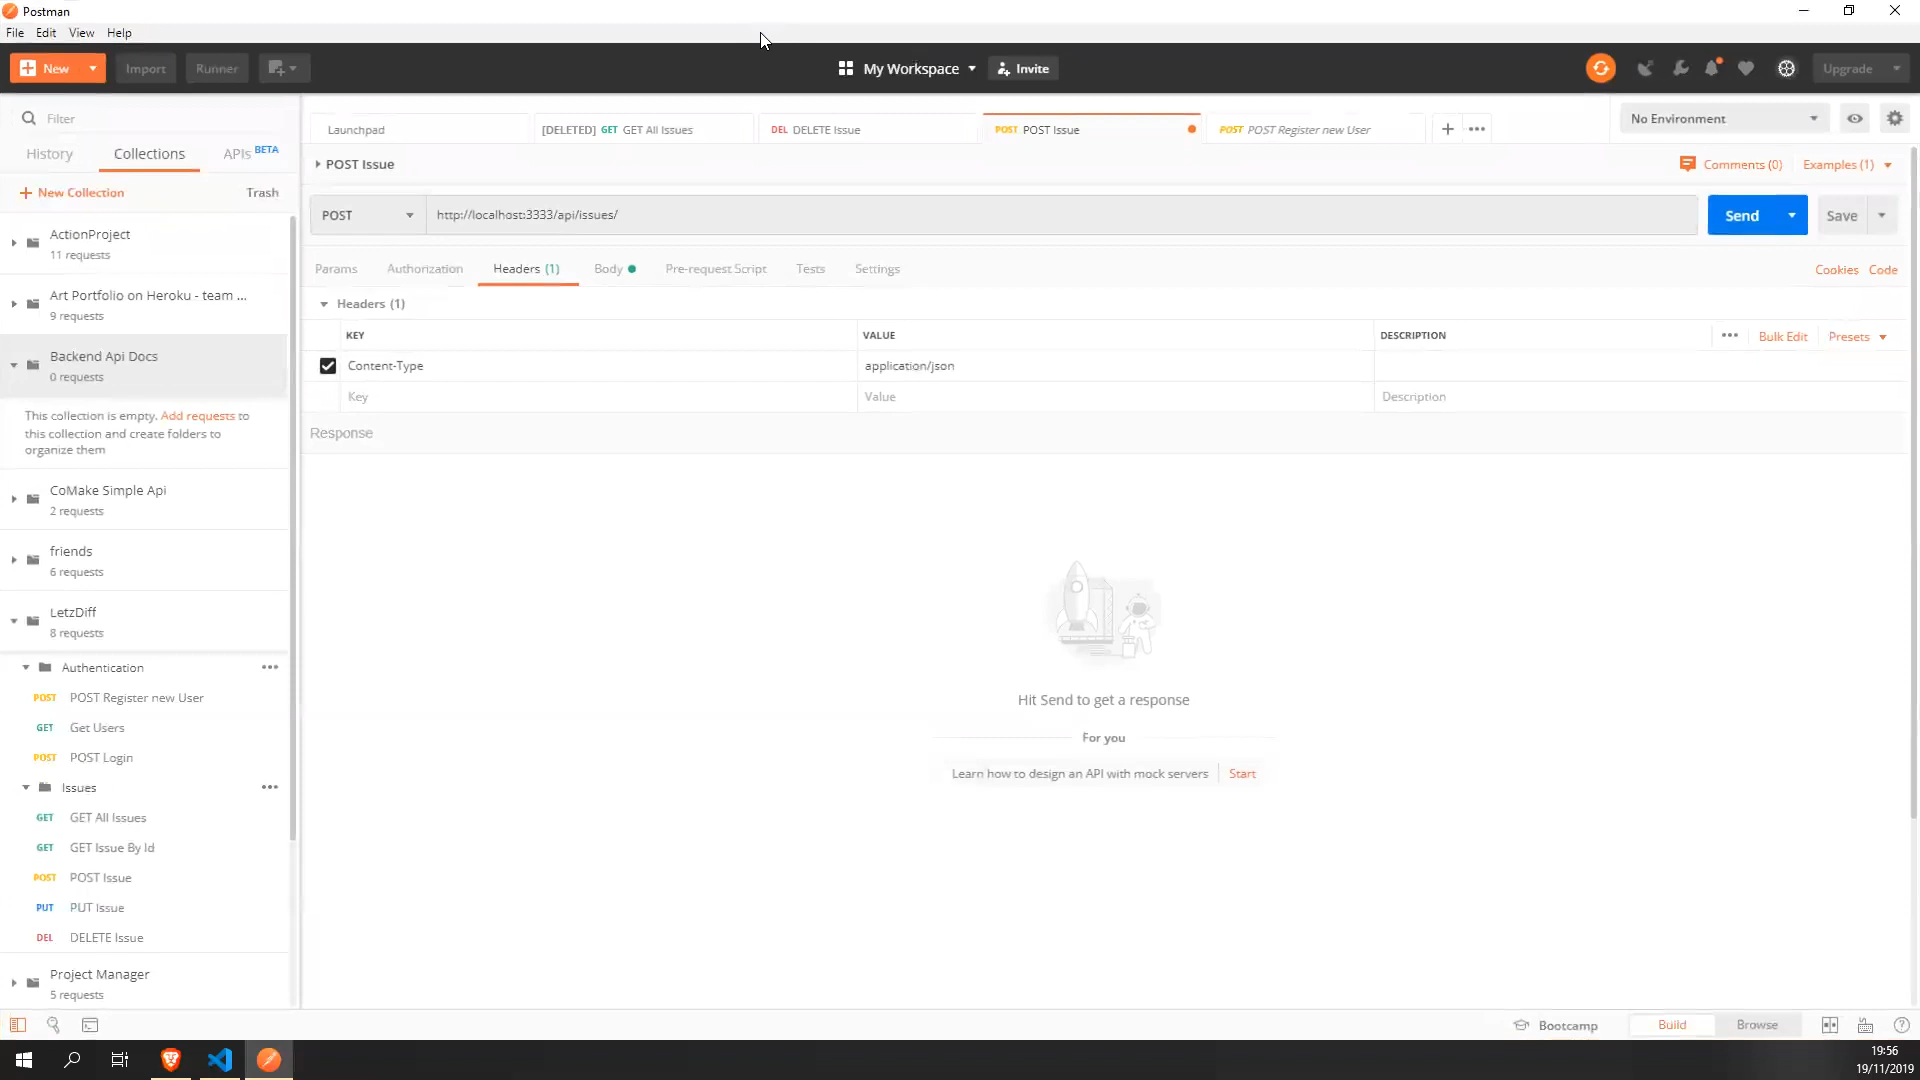 Postman
File Edit View Help
New Import Runner My Workspace Invite Upgrade
Filter
History Collections APIs BETA
New Collection Trash
ActionProject
11 requests
Art Portfolio on Heroku - team ...
9 requests
Backend Api Docs
0 requests
This collection is empty. Add requests to
this collection and create folders to
organize them
CoMake Simple Api
2 requests
friends
6 requests
LetzDiff
8 requests
Authentication
POST POST Register new User
GET Get Users
POST POST Login
Issues
GET GET All Issues
GET GET Issue By Id
POST POST Issue
PUT PUT Issue
DEL DELETE Issue
Project Manager
5 requests
Launchpad [DELETED] GET GET All Issues DEL DELETE Issue POST POST Issue POST POST Register new User No Environment
POST Issue Comments (0) Examples (1)
POST http://localhost:3333/api/issues/ Send Save
Params Authorization Headers (1) Body Pre-request Script Tests Settings Cookies Code
Headers (1)
KEY VALUE DESCRIPTION Bulk Edit Presets
Content-Type application/json
Key Value Description
Response
Hit Send to get a response
For you
Learn how to design an API with mock servers Start
Bootcamp Build Browse
19:56
19/11/2019